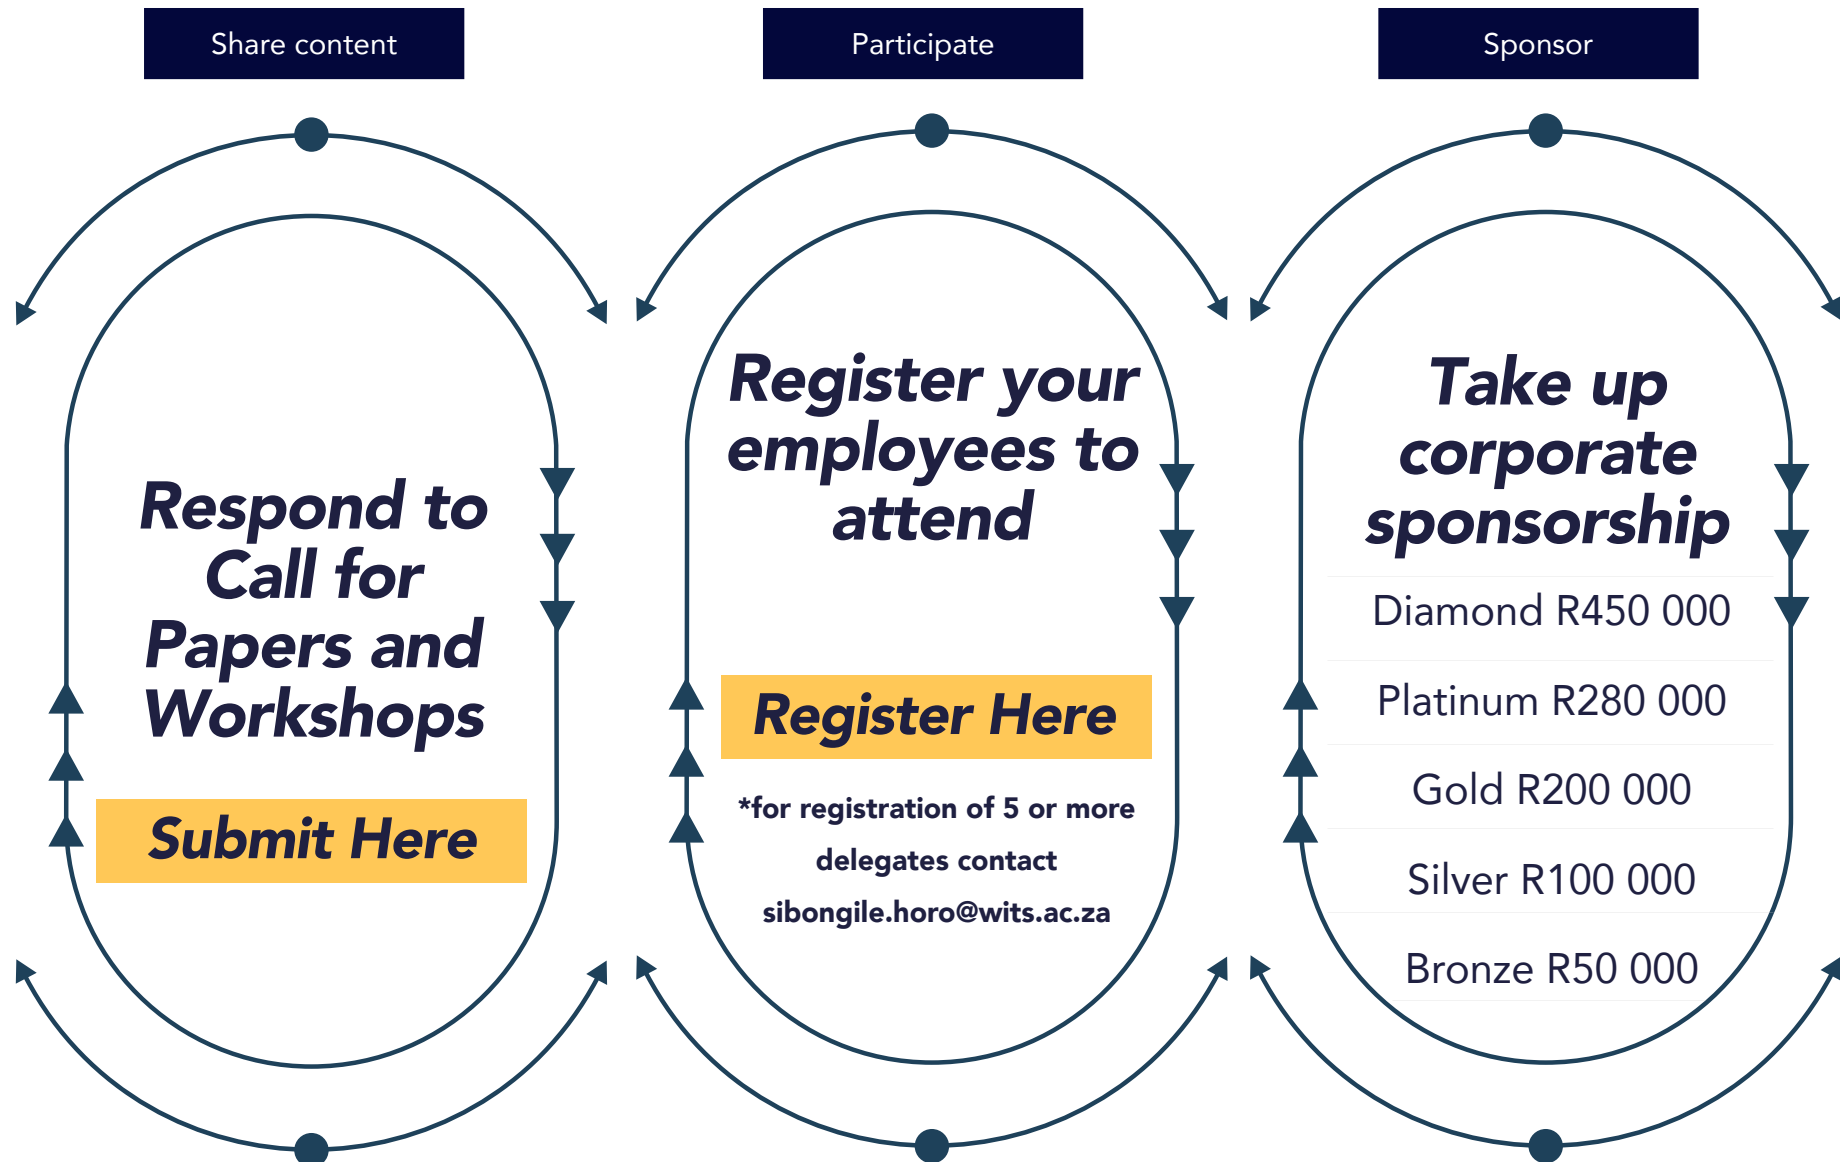 Share content
Respond to
Call for
Papers and
Workshops
Submit Here
Participate
Register your
employees to
attend
Register Here
*for registration of 5 or more
delegates contact
sibongile.horo@wits.ac.za
Sponsor
Take up
corporate
sponsorship
Diamond R450 000
Platinum R280 000
Gold R200 000
Silver R100 000
Bronze R50 000